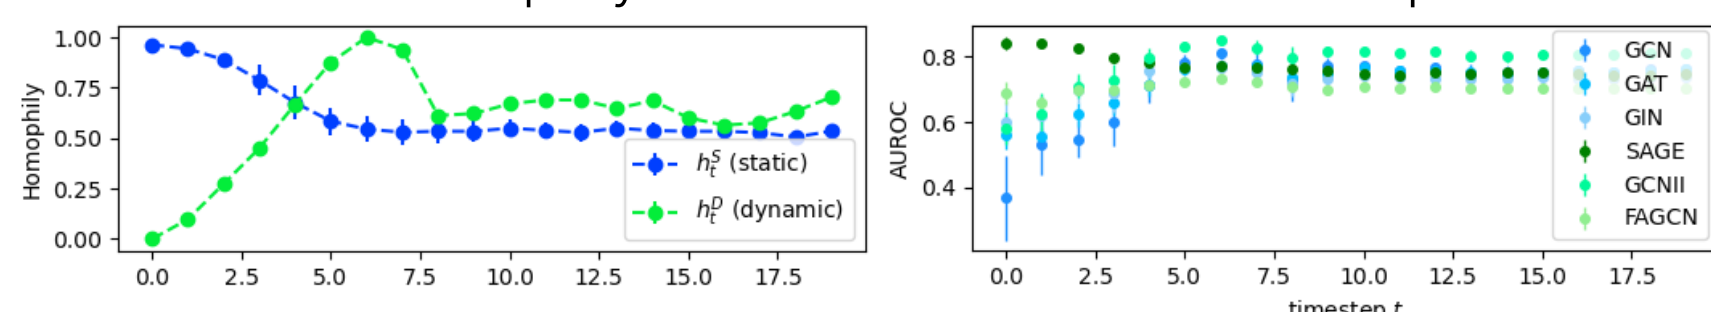 1.00
0.75
0.50
0.25
0.00
Homophily
h_t^S (static)
h_t^D (dynamic)
0.0 2.5 5.0 7.5 10.0 12.5 15.0 17.5
0.8
0.6
0.4
AUROC
GCN
GAT
GIN
SAGE
GCNII
FAGCN
0.0 2.5 5.0 7.5 10.0 12.5 15.0 17.5
timestep t